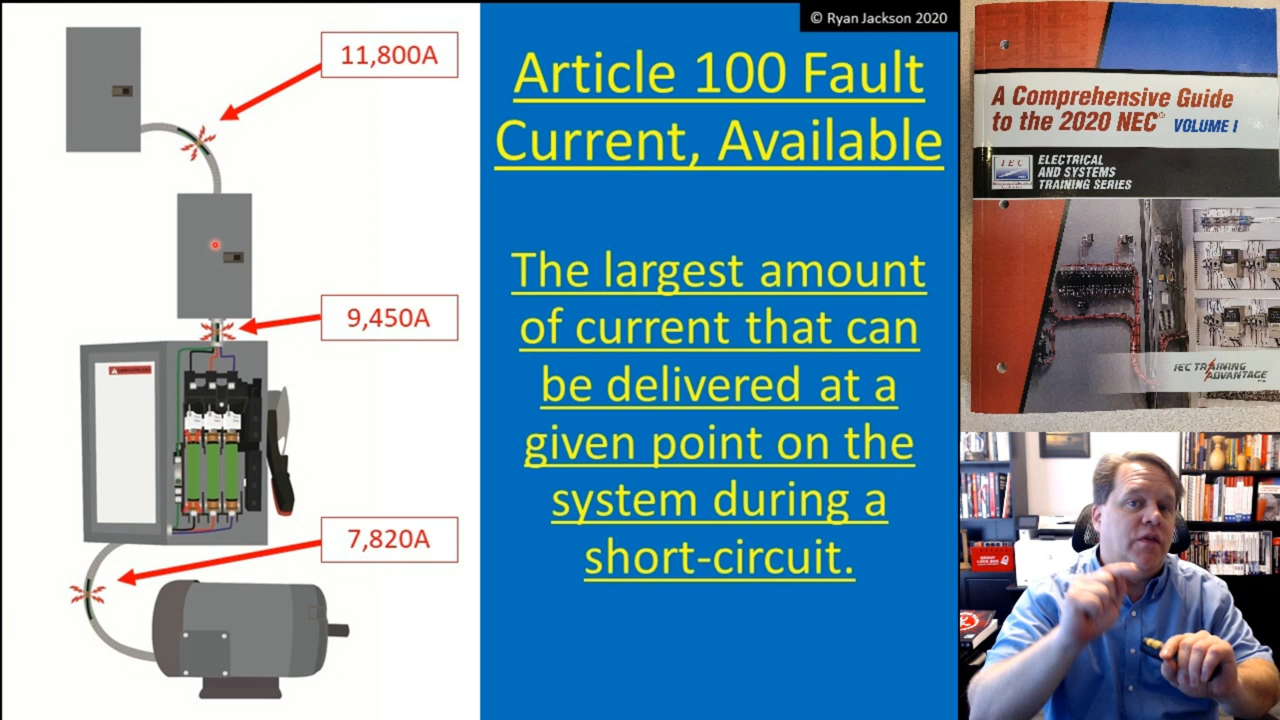 © Ryan Jackson 2020
11,800A
9,450A
7,820A
Article 100 Fault
Current, Available
The largest amount
of current that can
be delivered at a
given point on the
system during a
short-circuit.
A Comprehensive Guide
to the 2020 NEC® VOLUME I
IEC
ELECTRICAL
AND SYSTEMS
TRAINING SERIES
IEC TRAINING
ADVANTAGE